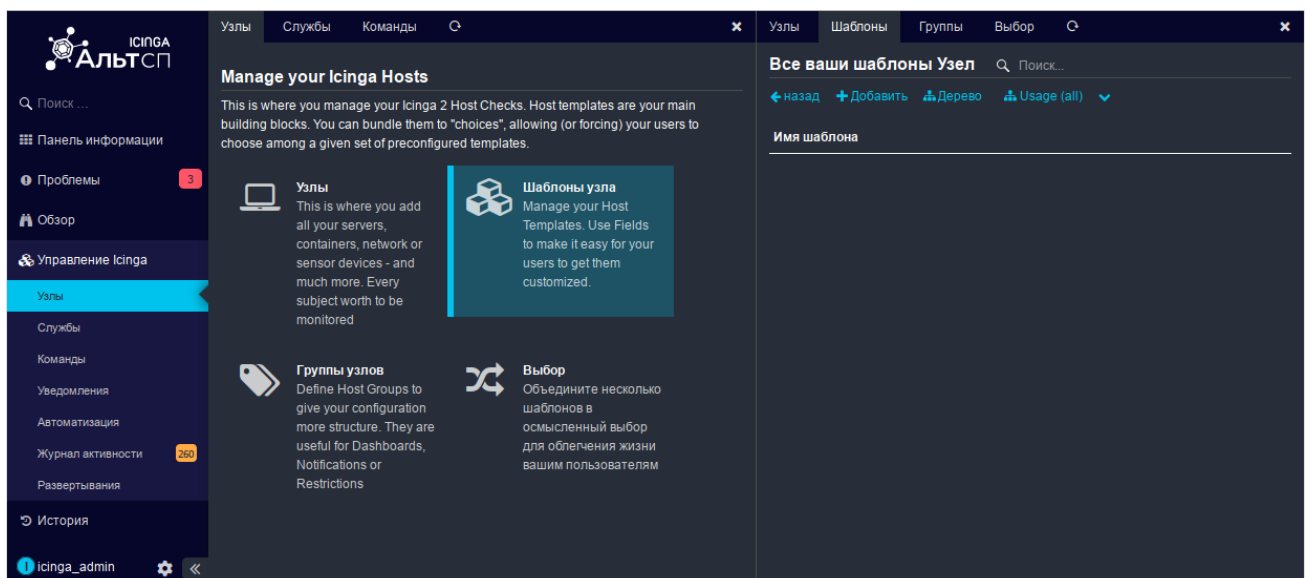 ICINGA
АЛЬТСП
Поиск ...
Панель информации
Проблемы 3
Обзор
Управление Icinga
Узлы
Службы
Команды
Уведомления
Автоматизация
Журнал активности 260
Развертывания
История
I icinga_admin
Узлы Службы Команды
Manage your Icinga Hosts
This is where you manage your Icinga 2 Host Checks. Host templates are your main
building blocks. You can bundle them to "choices", allowing (or forcing) your users to
choose among a given set of preconfigured templates.
Узлы
This is where you add
all your servers,
containers, network or
sensor devices - and
much more. Every
subject worth to be
monitored
Шаблоны узла
Manage your Host
Templates. Use Fields
to make it easy for your
users to get them
customized.
Группы узлов
Define Host Groups to
give your configuration
more structure. They are
useful for Dashboards,
Notifications or
Restrictions
Выбор
Объедините несколько
шаблонов в
осмысленный выбор
для облегчения жизни
вашим пользователям
Узлы Шаблоны Группы Выбор
Все ваши шаблоны Узел Поиск...
назад Добавить Дерево Usage (all)
Имя шаблона